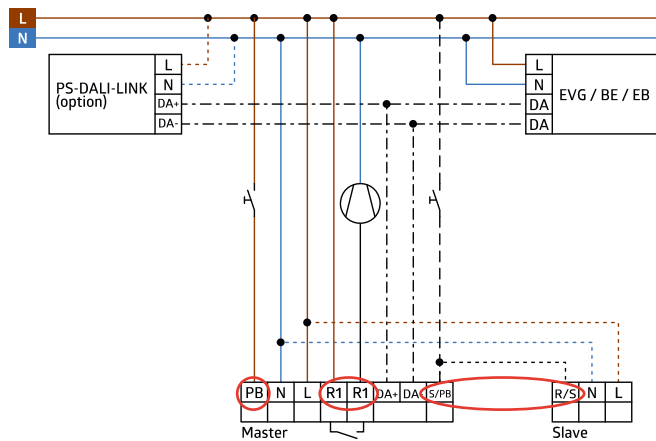 L
N
PS-DALI-LINK
(option)
L
N
DA+
DA-
L
N
DA
DA
EVG / BE / EB
PB N L R1 R1 DA+ DA- S/PB R/S N L
Master Slave